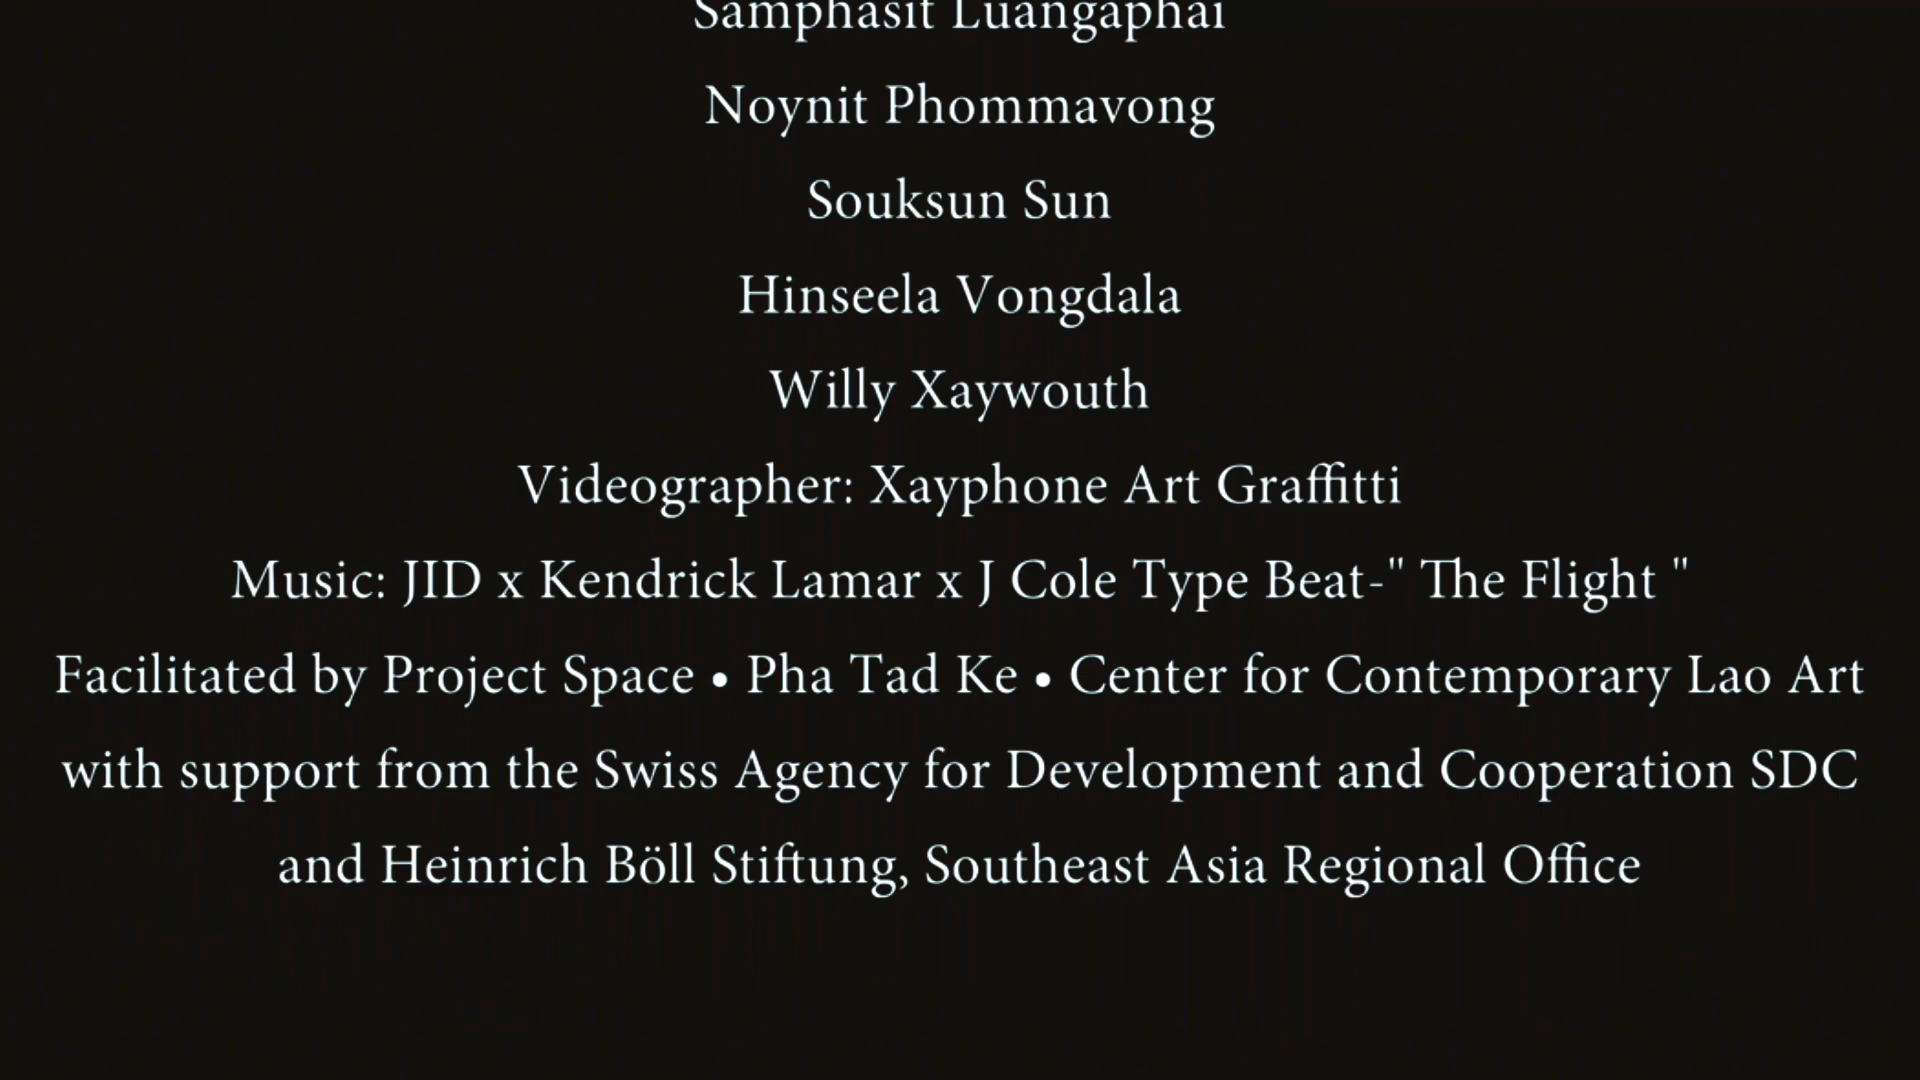 Samphasit Luangaphai
Noynit Phommavong
Souksun Sun
Hinseela Vongdala
Willy Xaywouth
Videographer: Xayphone Art Graffitti
Music: JID x Kendrick Lamar x J Cole Type Beat-" The Flight "
Facilitated by Project Space • Pha Tad Ke • Center for Contemporary Lao Art
with support from the Swiss Agency for Development and Cooperation SDC
and Heinrich Böll Stiftung, Southeast Asia Regional Office